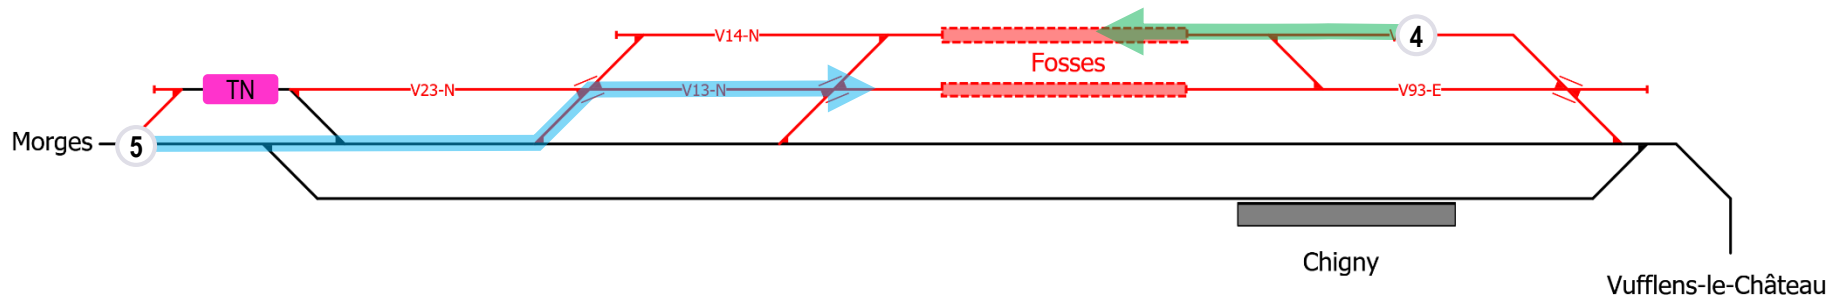 V14-N
4
Fosses
TN
V23-N
V13-N
V93-E
Morges
5
Chigny
Vufflens-le-Château